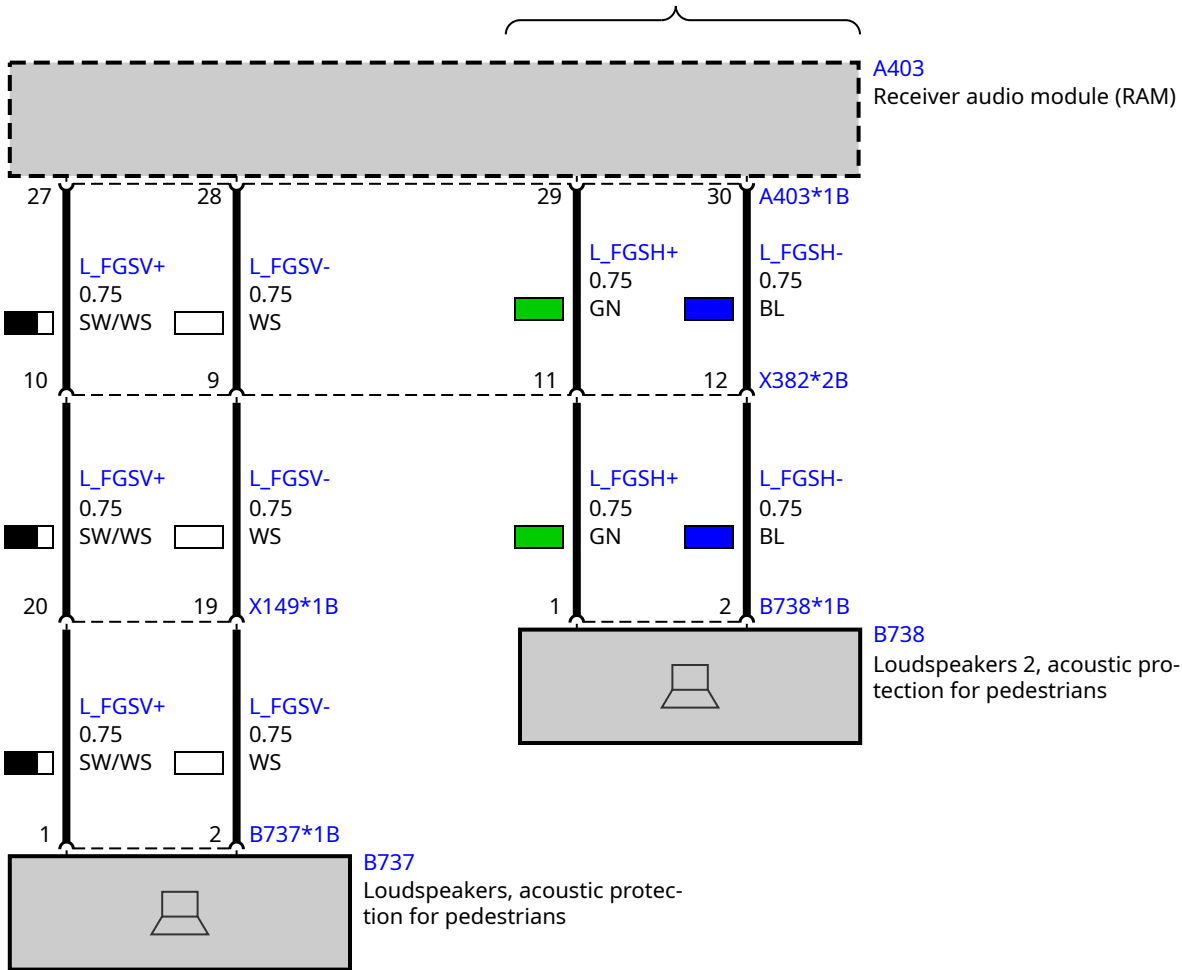 A403
Receiver audio module (RAM)
27 28 29 30 A403*1B
L_FGSV+ L_FGSV- L_FGSH+ L_FGSH-
0.75 0.75 0.75 0.75
SW/WS WS GN BL
10 9 11 12 X382*2B
L_FGSV+ L_FGSV- L_FGSH+ L_FGSH-
0.75 0.75 0.75 0.75
SW/WS WS GN BL
20 19 X149*1B 1 2 B738*1B
B738
Loudspeakers 2, acoustic pro-
tection for pedestrians
L_FGSV+ L_FGSV-
0.75 0.75
SW/WS WS
1 2 B737*1B
B737
Loudspeakers, acoustic protec-
tion for pedestrians